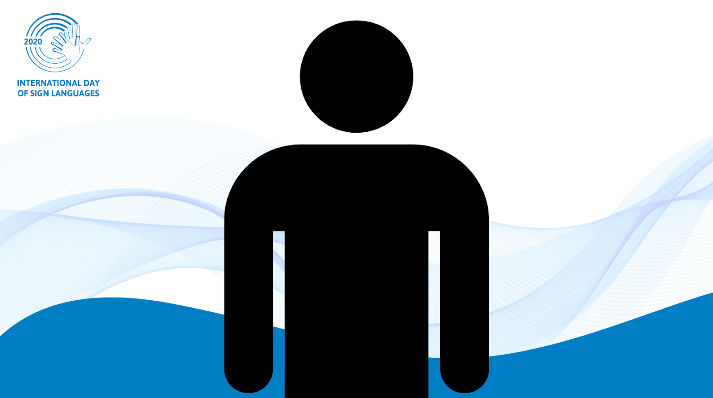 2020
INTERNATIONAL DAY
OF SIGN LANGUAGES